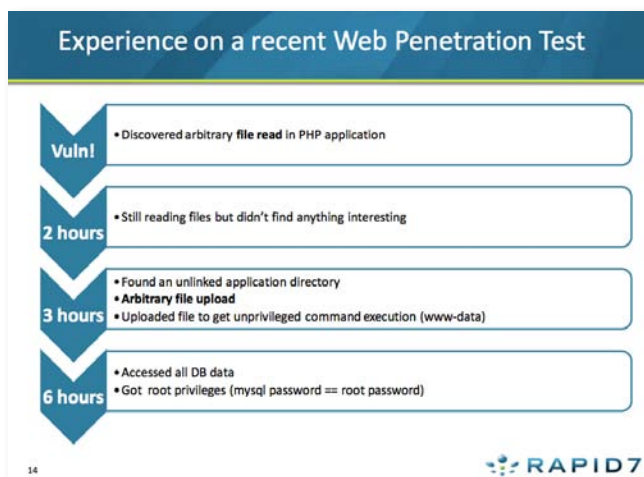 Experience on a recent Web Penetration Test
Vuln!
• Discovered arbitrary file read in PHP application
2 hours
• Still reading files but didn't find anything interesting
3 hours
• Found an unlinked application directory
• Arbitrary file upload
• Uploaded file to get unprivileged command execution (www-data)
6 hours
• Accessed all DB data
• Got root privileges (mysql password == root password)
14
RAPID7